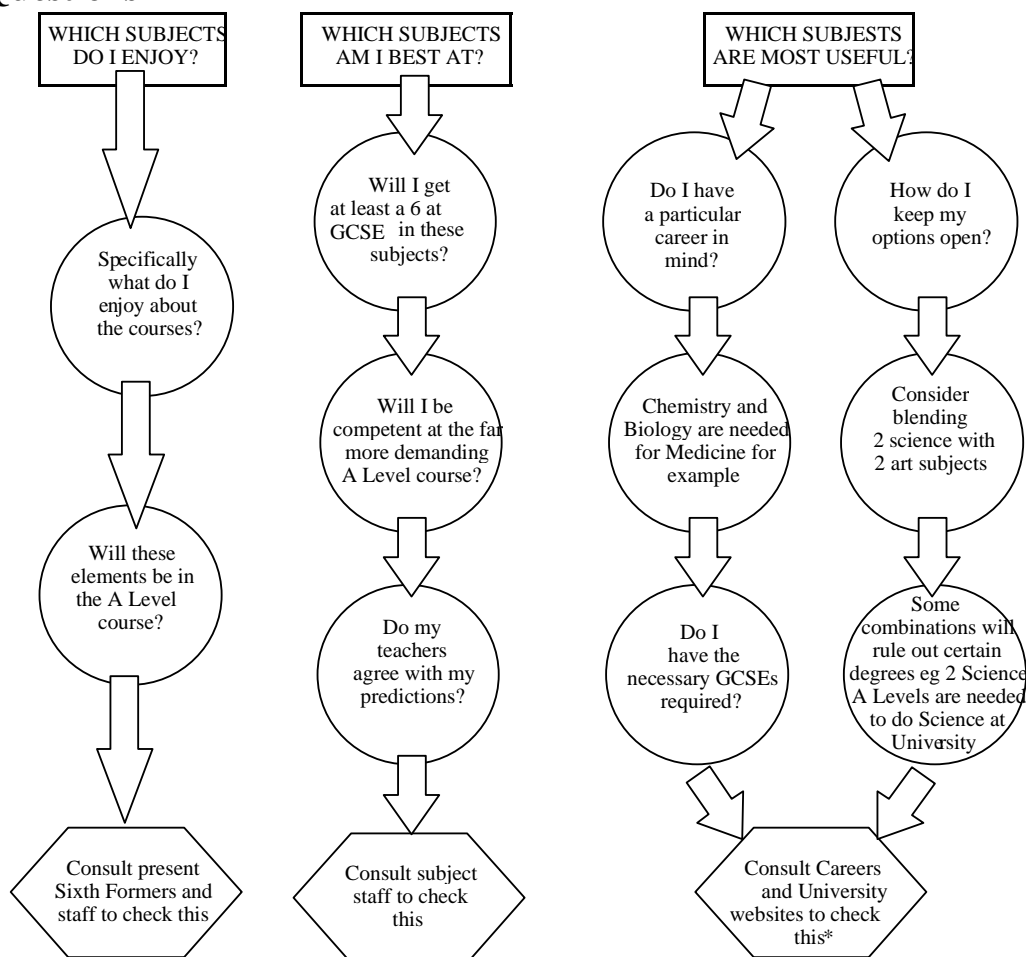 WHICH SUBJECTS
DO I ENJOY?
Specifically
what do I
enjoy about
the courses?
Will these
elements be in
the A Level
course?
Consult present
Sixth Formers and
staff to check this
WHICH SUBJECTS
AM I BEST AT?
Will I get
at least a 6 at
GCSE in these
subjects?
Will I be
competent at the far
more demanding
A Level course?
Do my
teachers
agree with my
predictions?
Consult subject
staff to check
this
WHICH SUBJESTS
ARE MOST USEFUL?
Do I have
a particular
career in
mind?
Chemistry and
Biology are needed
for Medicine for
example
Do I
have the
necessary GCSEs
required?
How do I
keep my
options open?
Consider
blending
2 science with
2 art subjects
Some
combinations will
rule out certain
degrees eg 2 Science
A Levels are needed
to do Science at
University
Consult Careers
and University
websites to check
this*